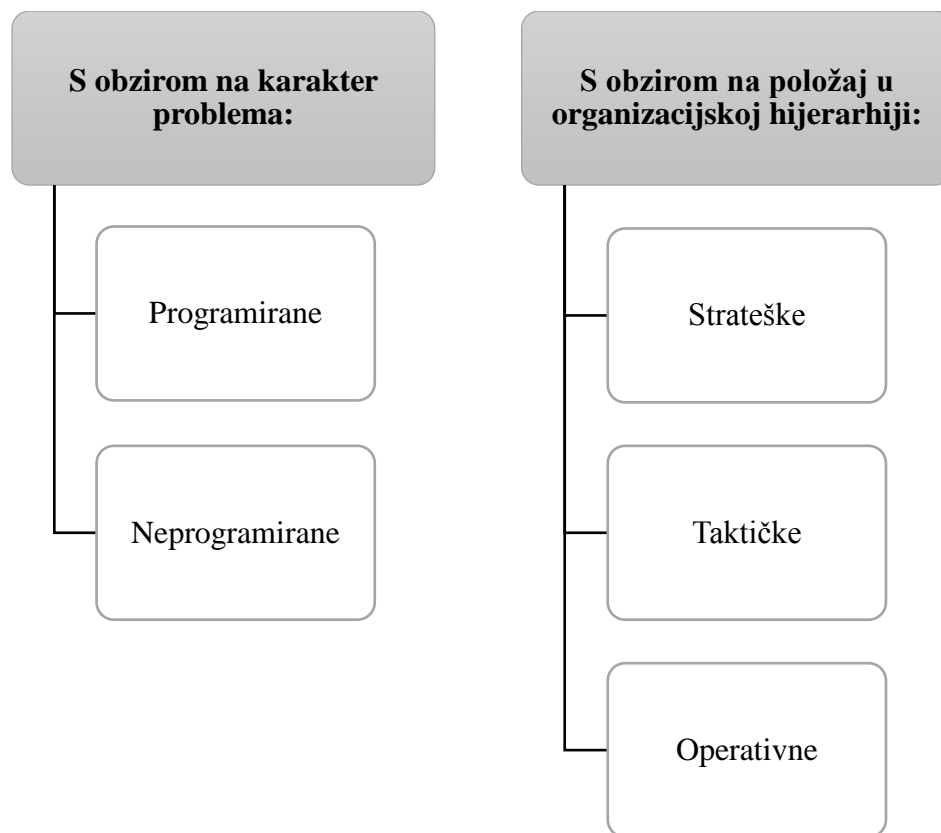 S obzirom na karakter
problema:
Programirane
Neprogramirane
S obzirom na položaj u
organizacijskoj hijerarhiji:
Strateške
Taktičke
Operativne